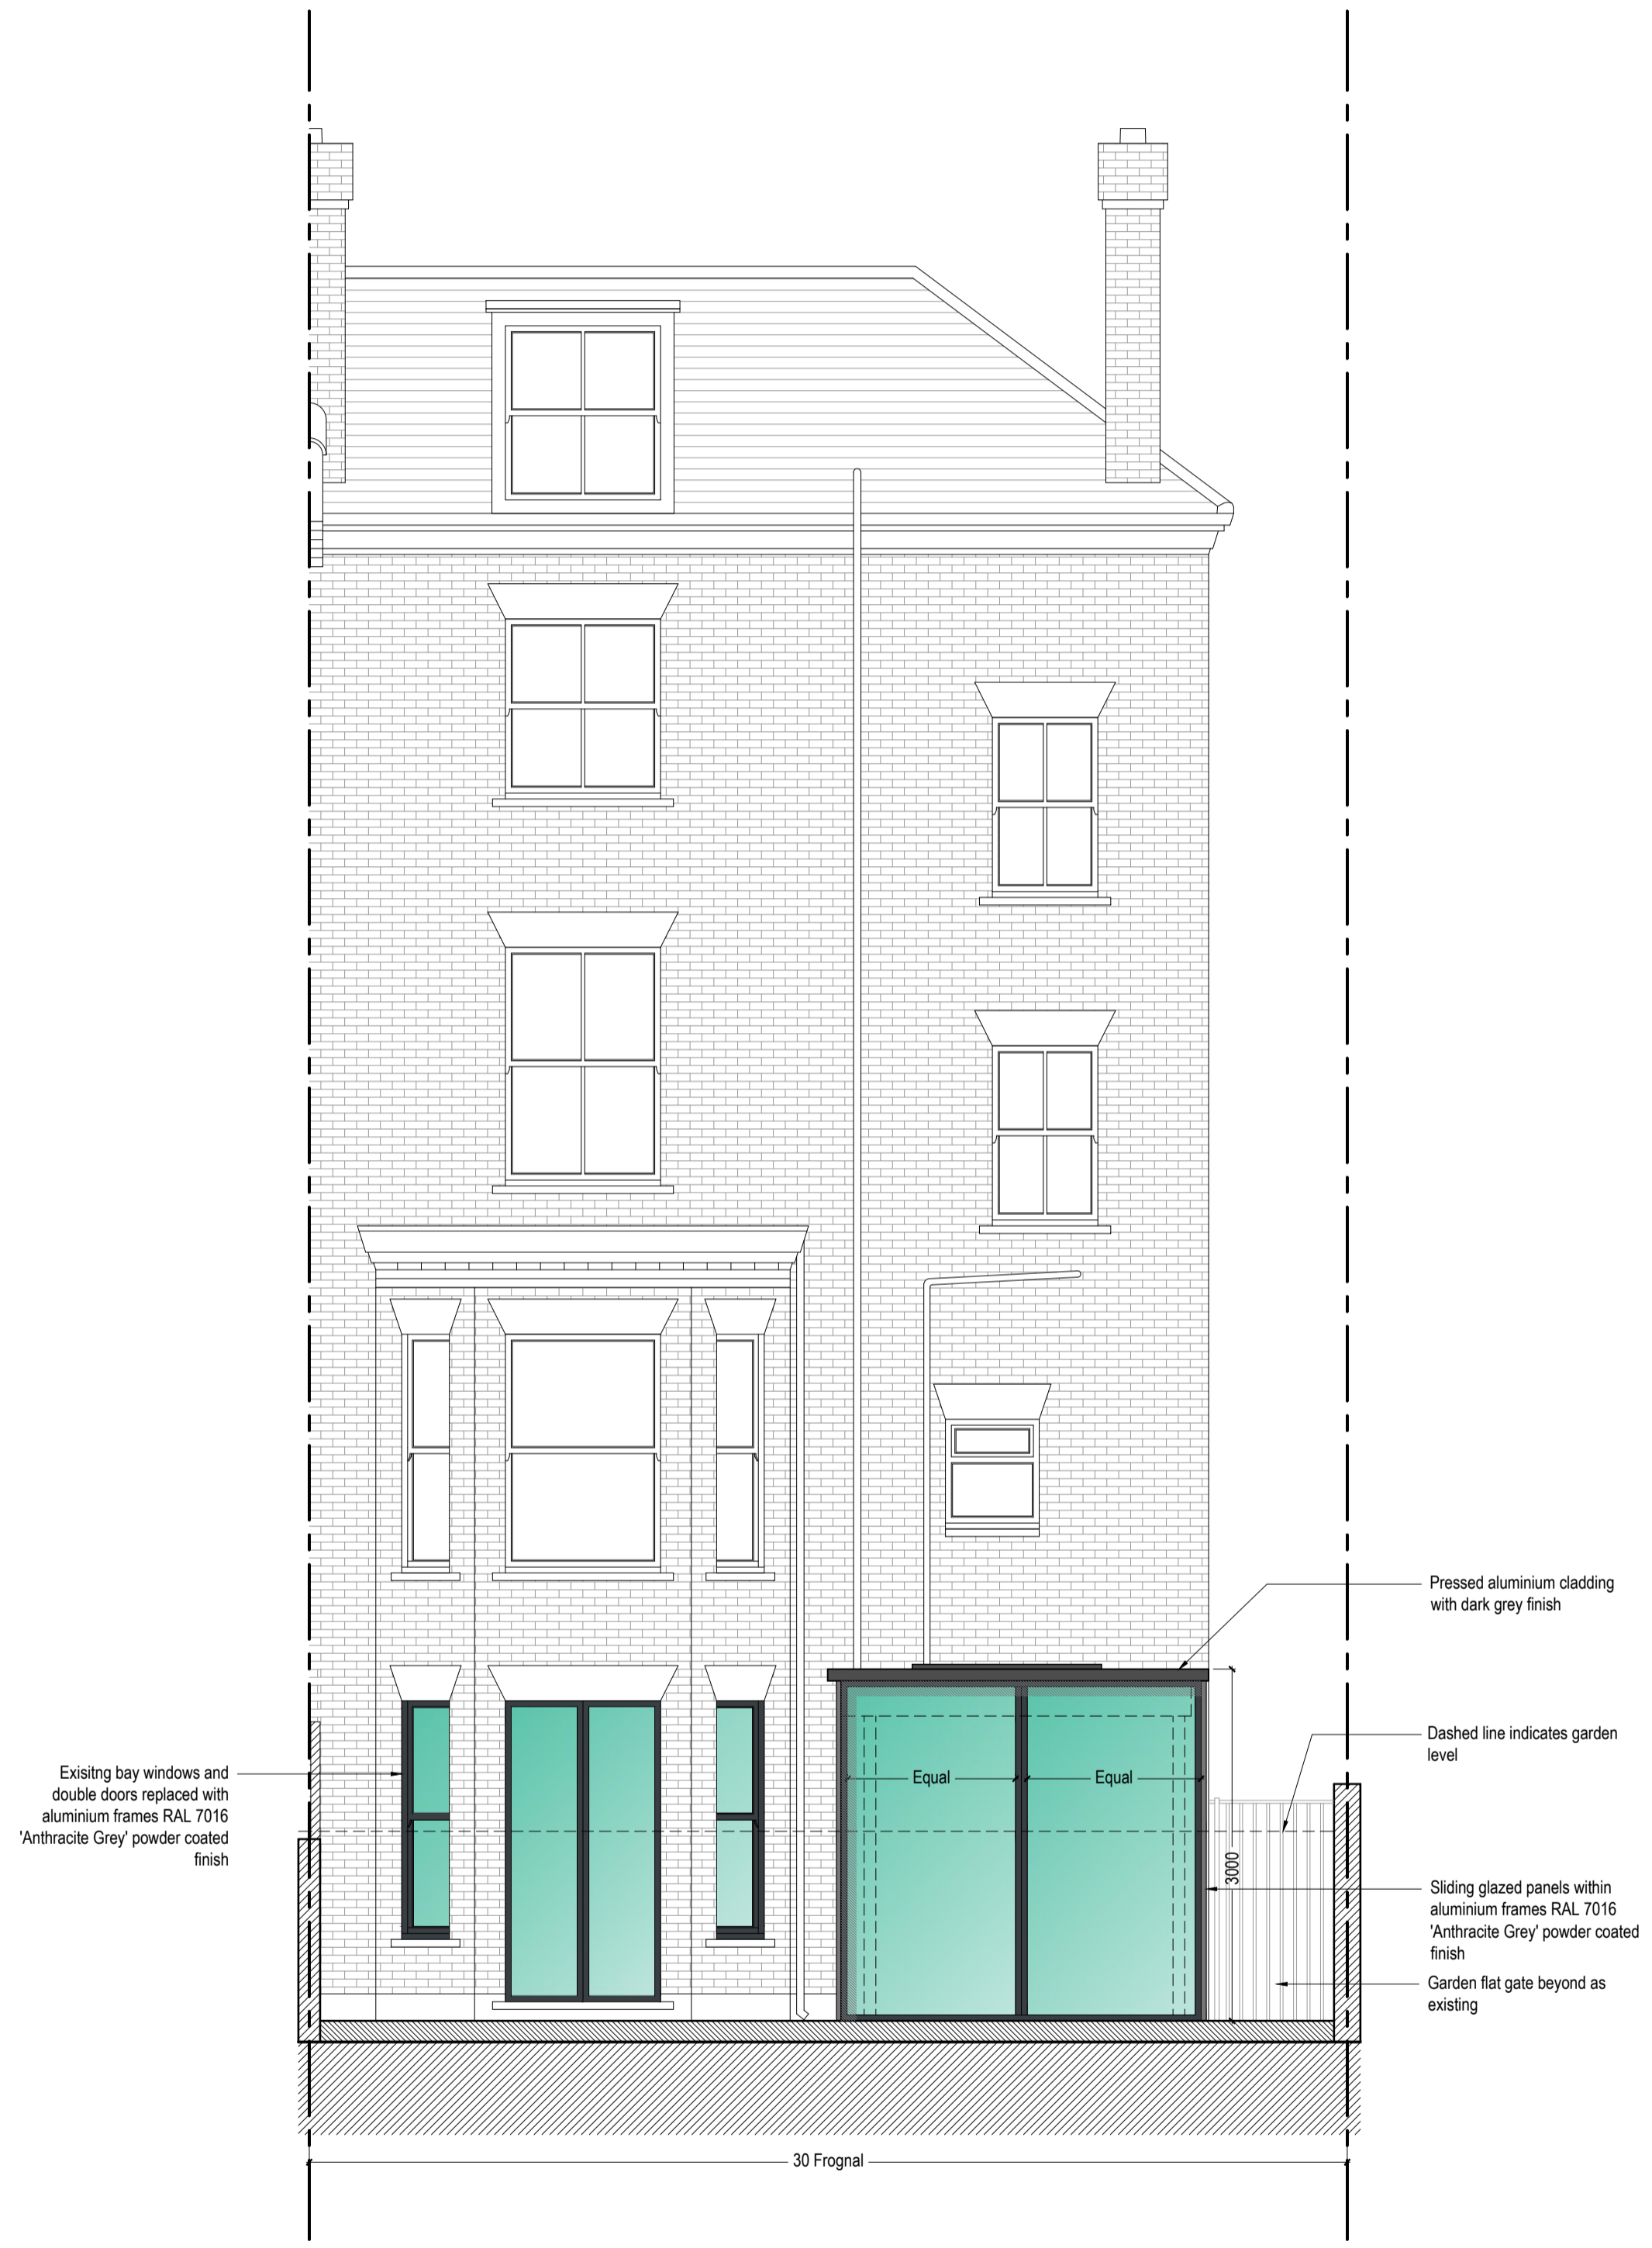 Pressed aluminium cladding
with dark grey finish
Dashed line indicates garden
level
Exisitng bay windows and
double doors replaced with
aluminium frames RAL 7016
'Anthracite Grey' powder coated
finish
Equal
Equal
3000
Sliding glazed panels within
aluminium frames RAL 7016
'Anthracite Grey' powder coated
finish
Garden flat gate beyond as
existing
30 Frognal